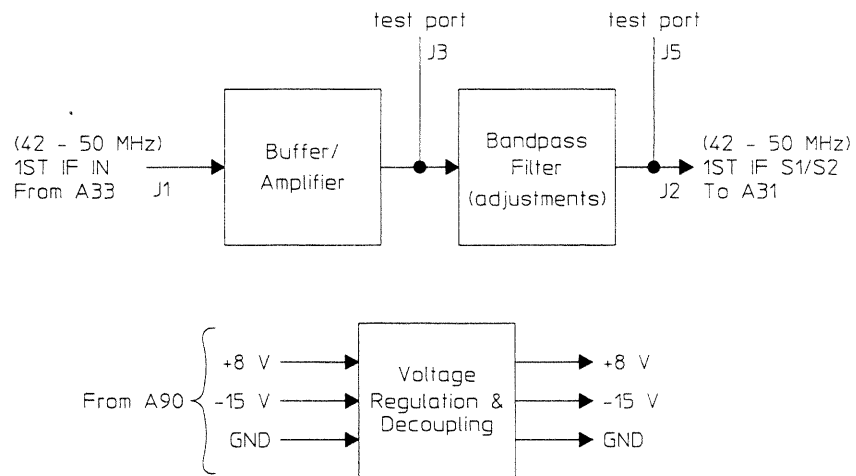 test port
J3
test port
J5
(42 - 50 MHz)
1ST IF IN
From A33
J1
Buffer/
Amplifier
Bandpass
Filter
(adjustments)
J2
(42 - 50 MHz)
1ST IF S1/S2
To A31
From A90
+8 V
-15 V
GND
Voltage
Regulation &
Decoupling
+8 V
-15 V
GND